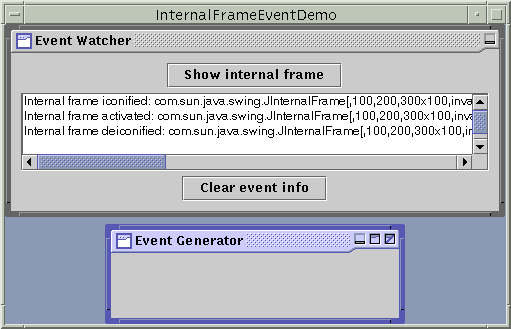 InternalFrameEventDemo
Event Watcher
Show internal frame
Internal frame iconified: com.sun.java.swing.JInternalFrame[,100,200,300x100,inva
Internal frame activated: com.sun.java.swing.JInternalFrame[,100,200,300x100,inva
Internal frame deiconified: com.sun.java.swing.JInternalFrame[,100,200,300x100,in
Clear event info
Event Generator